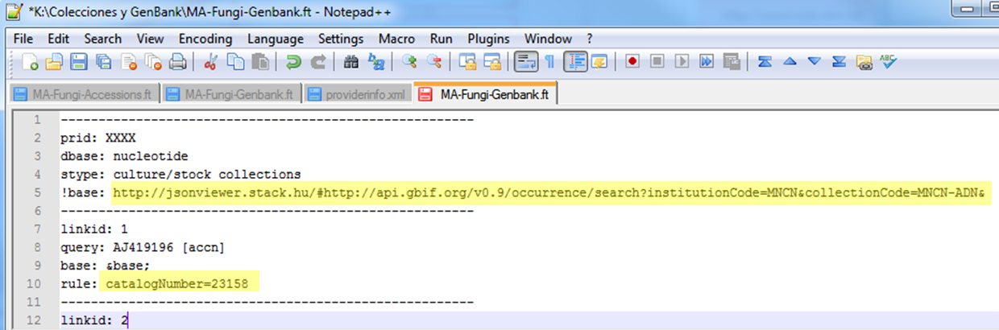 *K:\Colecciones y GenBank\MA-Fungi-Genbank.ft - Notepad++
File Edit Search View Encoding Language Settings Macro Run Plugins Window ?
MA-Fungi-Accessions.ft MA-Fungi-Genbank.ft providerinfo.xml MA-Fungi-Genbank.ft
1 -------------------------------------------------------
2 prid: XXXX
3 dbase: nucleotide
4 stype: culture/stock collections
5 !base: http://jsonviewer.stack.hu/#http://api.gbif.org/v0.9/occurrence/search?institutionCode=MNCN&collectionCode=MNCN-ADN&
6 -------------------------------------------------------
7 linkid: 1
8 query: AJ419196 [accn]
9 base: &base;
10 rule: catalogNumber=23158
11 -------------------------------------------------------
12 linkid: 2